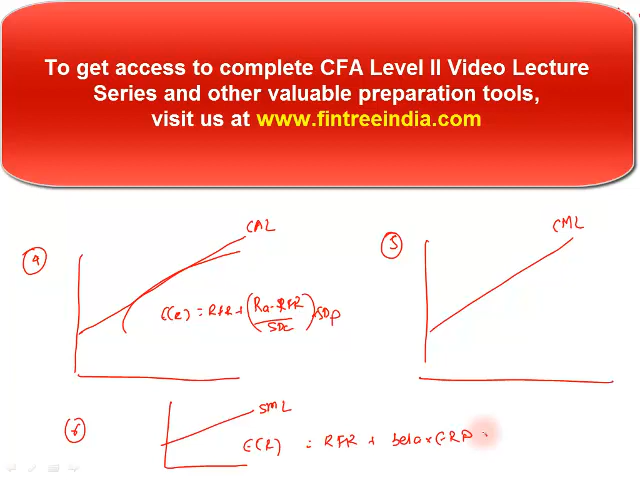 To get access to complete CFA Level II Video Lecture
Series and other valuable preparation tools,
visit us at www.fintreeindia.com
4
CAL
E(R) = RFR + (Ra - RFR / SDa) × SDp
5
CML
6
SML
E(R) = RFR + beta × (